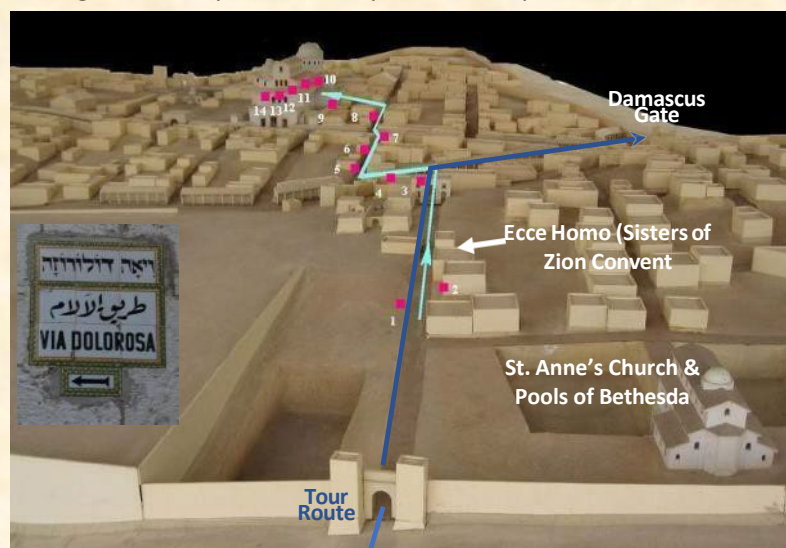 Damascus
Gate
10
11
12
13
14
9
8
7
6
5
4
3
Ecce Homo (Sisters of
Zion Convent
2
1
ויאה דולורוזה
طريق الآلام
VIA DOLOROSA
St. Anne's Church &
Pools of Bethesda
Tour
Route